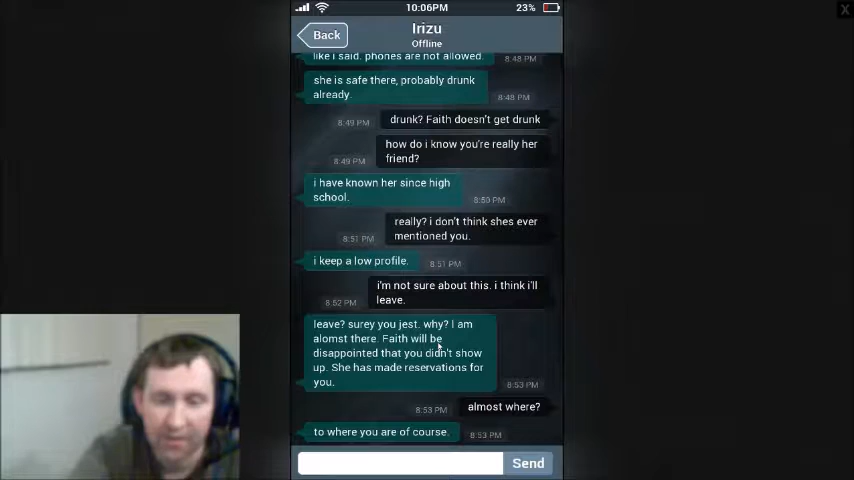 10:06PM
23%
X
Back
Irizu
Offline
like i said. phones are not allowed.
8:48 PM
she is safe there, probably drunk
already.
8:48 PM
drunk? Faith doesn't get drunk
8:49 PM
how do i know you're really her
friend?
8:49 PM
i have known her since high
school.
8:50 PM
really? i don't think shes ever
mentioned you.
8:51 PM
i keep a low profile.
8:51 PM
i'm not sure about this. i think i'll
leave.
8:52 PM
leave? surey you jest. why? I am
alomst there. Faith will be
disappointed that you didn't show
up. She has made reservations for
you.
8:53 PM
almost where?
8:53 PM
to where you are of course.
8:53 PM
Send